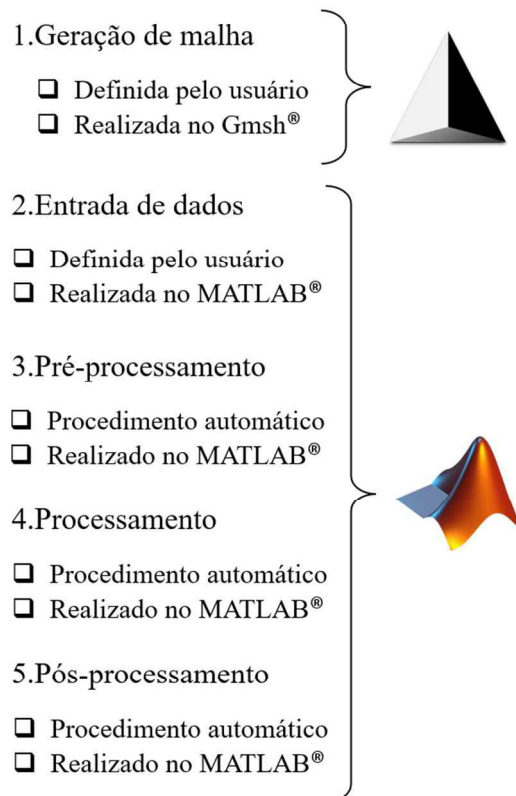 1.Geração de malha
❑ Definida pelo usuário
❑ Realizada no Gmsh®
2.Entrada de dados
❑ Definida pelo usuário
❑ Realizada no MATLAB®
3.Pré-processamento
❑ Procedimento automático
❑ Realizado no MATLAB®
4.Processamento
❑ Procedimento automático
❑ Realizado no MATLAB®
5.Pós-processamento
❑ Procedimento automático
❑ Realizado no MATLAB®